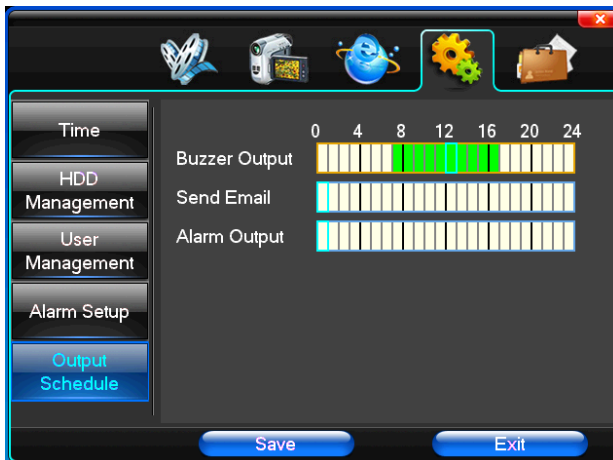 Time
HDD
Management
User
Management
Alarm Setup
Output
Schedule
0 4 8 12 16 20 24
Buzzer Output
Send Email
Alarm Output
Save
Exit